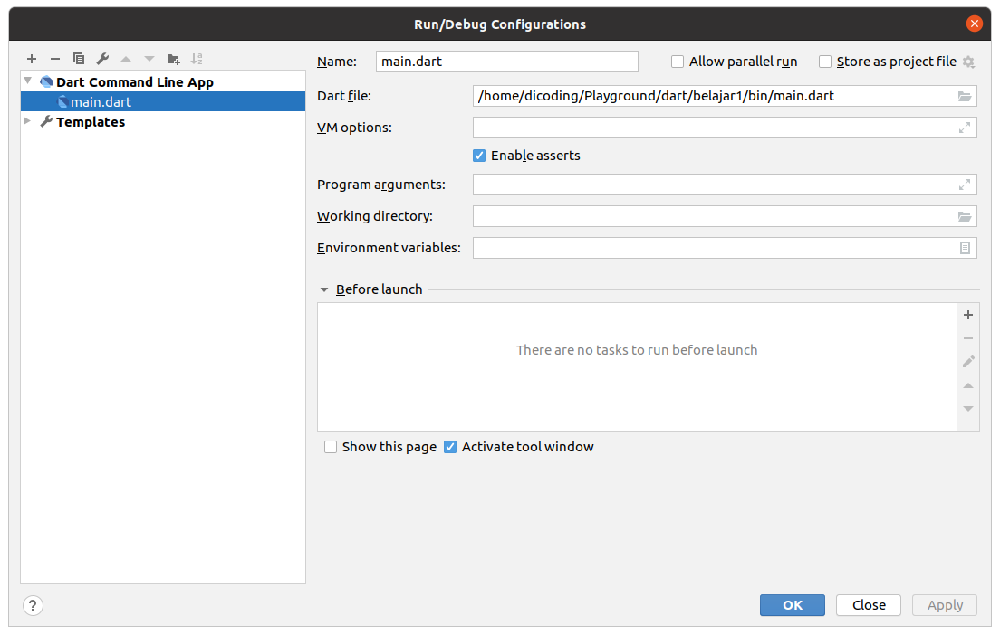 Run/Debug Configurations
Dart Command Line App
main.dart
Templates
Name: main.dart Allow parallel run Store as project file
Dart file: /home/dicoding/Playground/dart/belajar1/bin/main.dart
VM options:
Enable asserts
Program arguments:
Working directory:
Environment variables:
Before launch
There are no tasks to run before launch
Show this page Activate tool window
? OK Close Apply